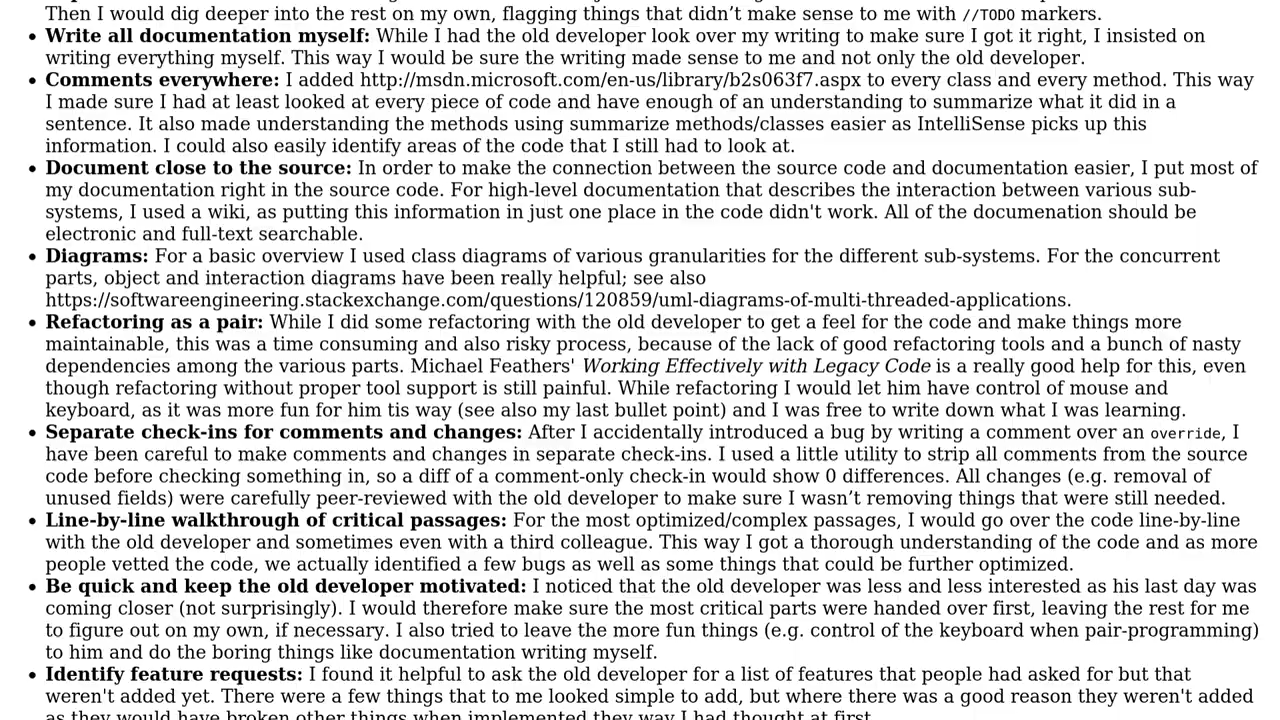 Then I would dig deeper into the rest on my own, flagging things that didn’t make sense to me with //TODO markers.
• Write all documentation myself: While I had the old developer look over my writing to make sure I got it right, I insisted on
writing everything myself. This way I would be sure the writing made sense to me and not only the old developer.
• Comments everywhere: I added http://msdn.microsoft.com/en-us/library/b2s063f7.aspx to every class and every method. This way
I made sure I had at least looked at every piece of code and have enough of an understanding to summarize what it did in a
sentence. It also made understanding the methods using summarize methods/classes easier as IntelliSense picks up this
information. I could also easily identify areas of the code that I still had to look at.
• Document close to the source: In order to make the connection between the source code and documentation easier, I put most of
my documentation right in the source code. For high-level documentation that describes the interaction between various sub-
systems, I used a wiki, as putting this information in just one place in the code didn't work. All of the documenation should be
electronic and full-text searchable.
• Diagrams: For a basic overview I used class diagrams of various granularities for the different sub-systems. For the concurrent
parts, object and interaction diagrams have been really helpful; see also
https://softwareengineering.stackexchange.com/questions/120859/uml-diagrams-of-multi-threaded-applications.
• Refactoring as a pair: While I did some refactoring with the old developer to get a feel for the code and make things more
maintainable, this was a time consuming and also risky process, because of the lack of good refactoring tools and a bunch of nasty
dependencies among the various parts. Michael Feathers' Working Effectively with Legacy Code is a really good help for this, even
though refactoring without proper tool support is still painful. While refactoring I would let him have control of mouse and
keyboard, as it was more fun for him tis way (see also my last bullet point) and I was free to write down what I was learning.
• Separate check-ins for comments and changes: After I accidentally introduced a bug by writing a comment over an override, I
have been careful to make comments and changes in separate check-ins. I used a little utility to strip all comments from the source
code before checking something in, so a diff of a comment-only check-in would show 0 differences. All changes (e.g. removal of
unused fields) were carefully peer-reviewed with the old developer to make sure I wasn’t removing things that were still needed.
• Line-by-line walkthrough of critical passages: For the most optimized/complex passages, I would go over the code line-by-line
with the old developer and sometimes even with a third colleague. This way I got a thorough understanding of the code and as more
people vetted the code, we actually identified a few bugs as well as some things that could be further optimized.
• Be quick and keep the old developer motivated: I noticed that the old developer was less and less interested as his last day was
coming closer (not surprisingly). I would therefore make sure the most critical parts were handed over first, leaving the rest for me
to figure out on my own, if necessary. I also tried to leave the more fun things (e.g. control of the keyboard when pair-programming)
to him and do the boring things like documentation writing myself.
• Identify feature requests: I found it helpful to ask the old developer for a list of features that people had asked for but that
weren't added yet. There were a few things that to me looked simple to add, but where there was a good reason they weren't added
as they would have broken other things when implemented they way I had thought at first.